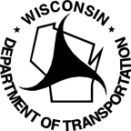 WISCONSIN
DEPARTMENT OF TRANSPORTATION